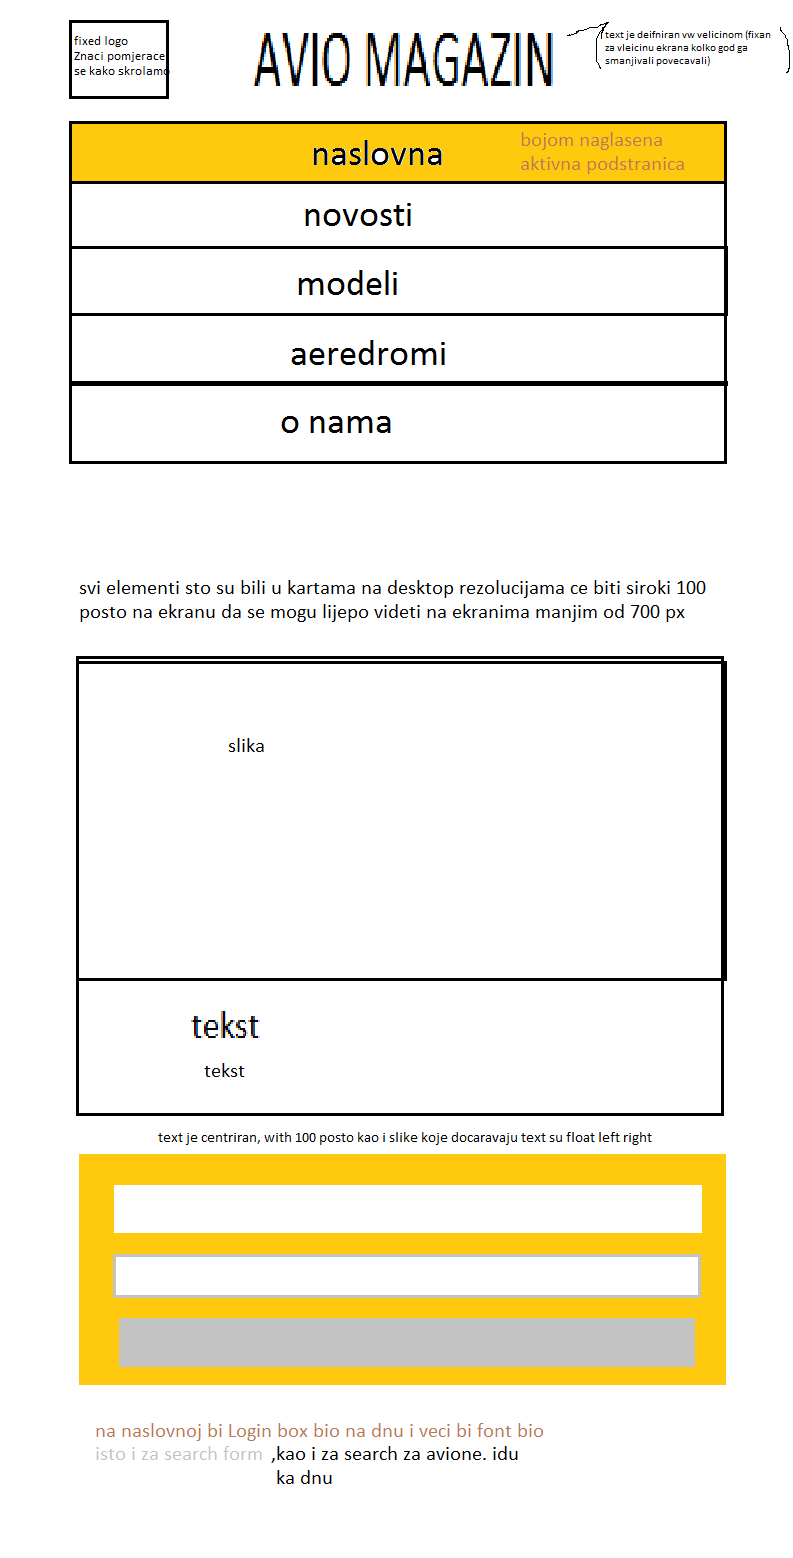 fixed logo
Znaci pomjerace
se kako skrolamo
AVIO MAGAZIN
text je deifniran vw velicinom (fixan
za vleicinu ekrana kolko god ga
smanjivali povecavali)
naslovna
bojom naglasena
aktivna podstranica
novosti
modeli
aeredromi
o nama
svi elementi sto su bili u kartama na desktop rezolucijama ce biti siroki 100
posto na ekranu da se mogu lijepo videti na ekranima manjim od 700 px
slika
tekst
tekst
text je centriran, with 100 posto kao i slike koje docaravaju text su float left right
na naslovnoj bi Login box bio na dnu i veci bi font bio
isto i za search form ,kao i za search za avione. idu
ka dnu